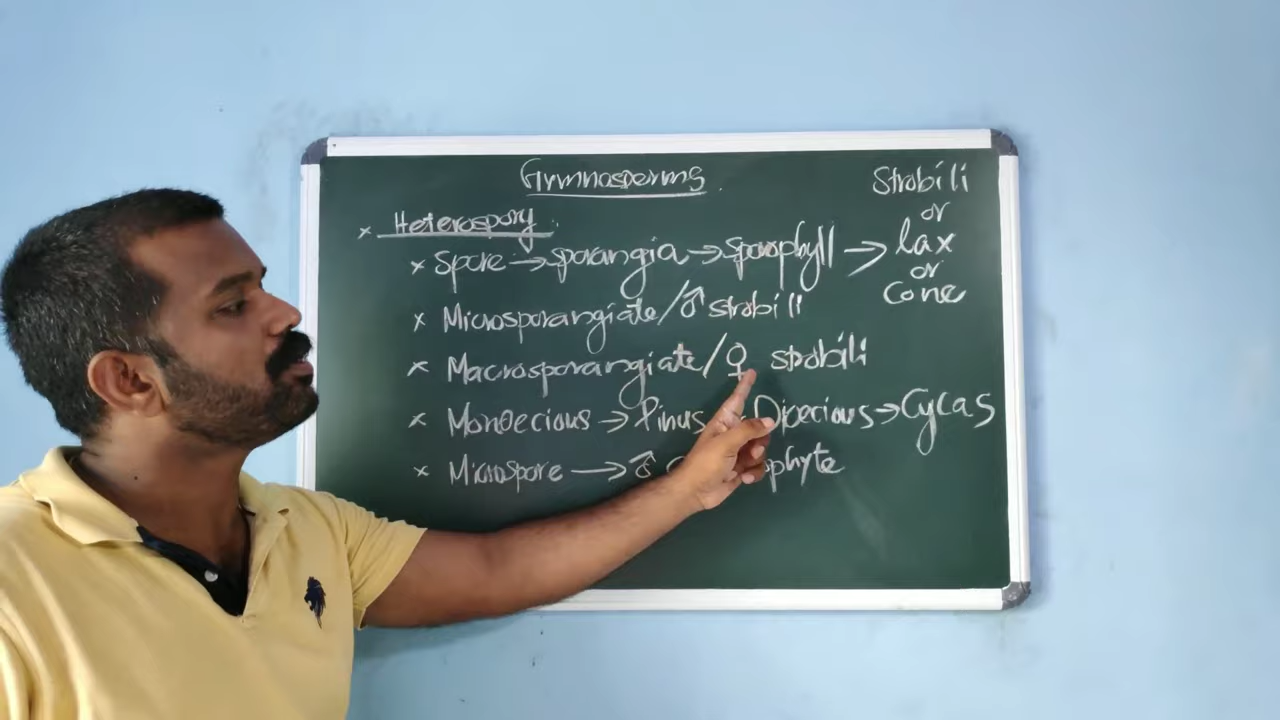 Gymnosperms
× Heterospory :
× Spore → sporangia → Sporophyll → Strobili or lax or cone
× Microsporangiate/♂ strobili
× Macrosporangiate/♀ strobili
× Monoecious → Pinus Dioecious → Cycas
× Microspore → ♂